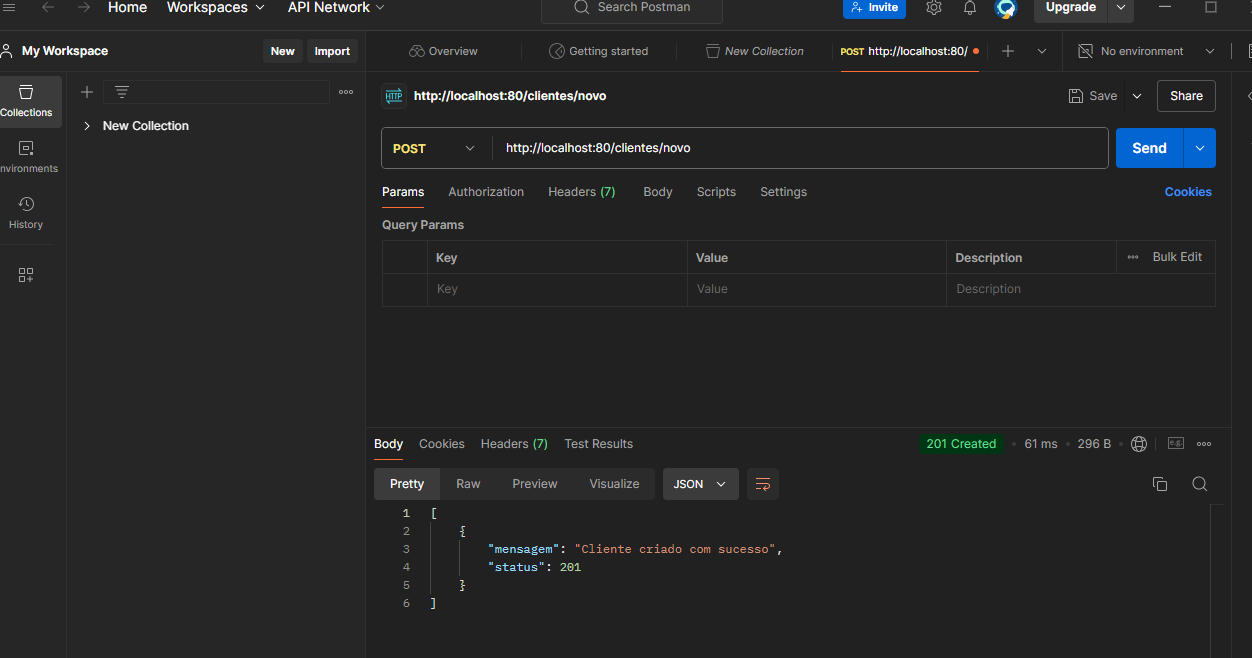 Home Workspaces API Network Search Postman Invite Upgrade
My Workspace New Import Overview Getting started New Collection POST http://localhost:80/ No environment
Collections
New Collection
nvironments
History
HTTP http://localhost:80/clientes/novo Save Share
POST http://localhost:80/clientes/novo Send
Params Authorization Headers (7) Body Scripts Settings Cookies
Query Params
Key Value Description Bulk Edit
Key Value Description
Body Cookies Headers (7) Test Results 201 Created 61 ms 296 B e.g.
Pretty Raw Preview Visualize JSON
1 [
2 {
3 "mensagem": "Cliente criado com sucesso",
4 "status": 201
5 }
6 ]